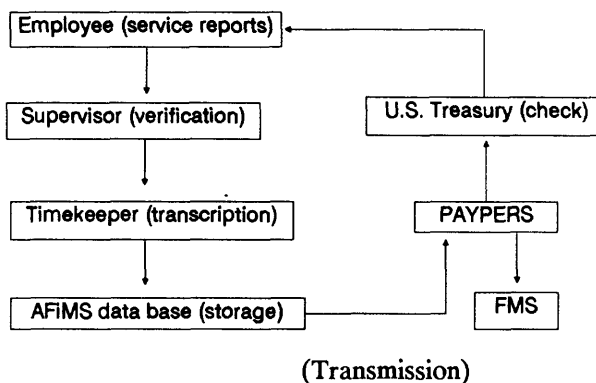 Employee (service reports)
Supervisor (verification)
U.S. Treasury (check)
Timekeeper (transcription)
PAYPERS
AFiMS data base (storage)
FMS
(Transmission)